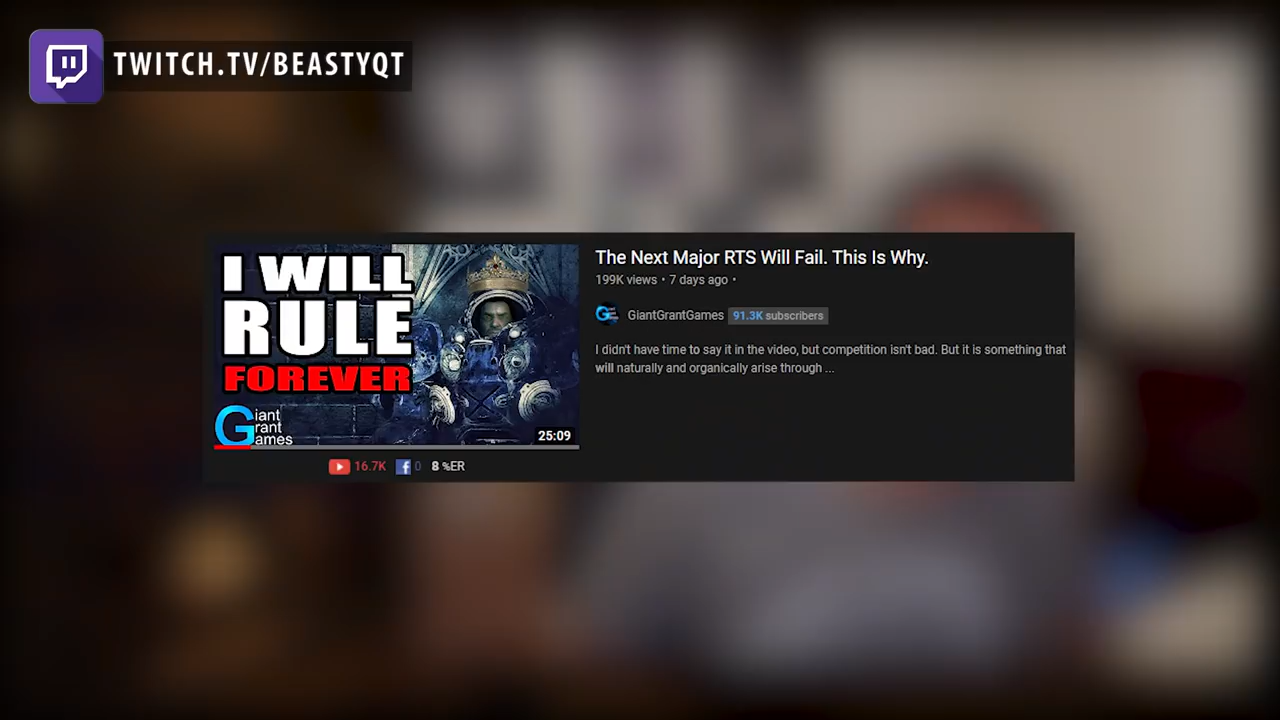 TWITCH.TV/BEASTYQT
I WILL
RULE
FOREVER
Giant
Grant
Games
25:09
16.7K 0 8 %ER
The Next Major RTS Will Fail. This Is Why.
199K views • 7 days ago •
GiantGrantGames 91.3K subscribers
I didn't have time to say it in the video, but competition isn't bad. But it is something that
will naturally and organically arise through ...